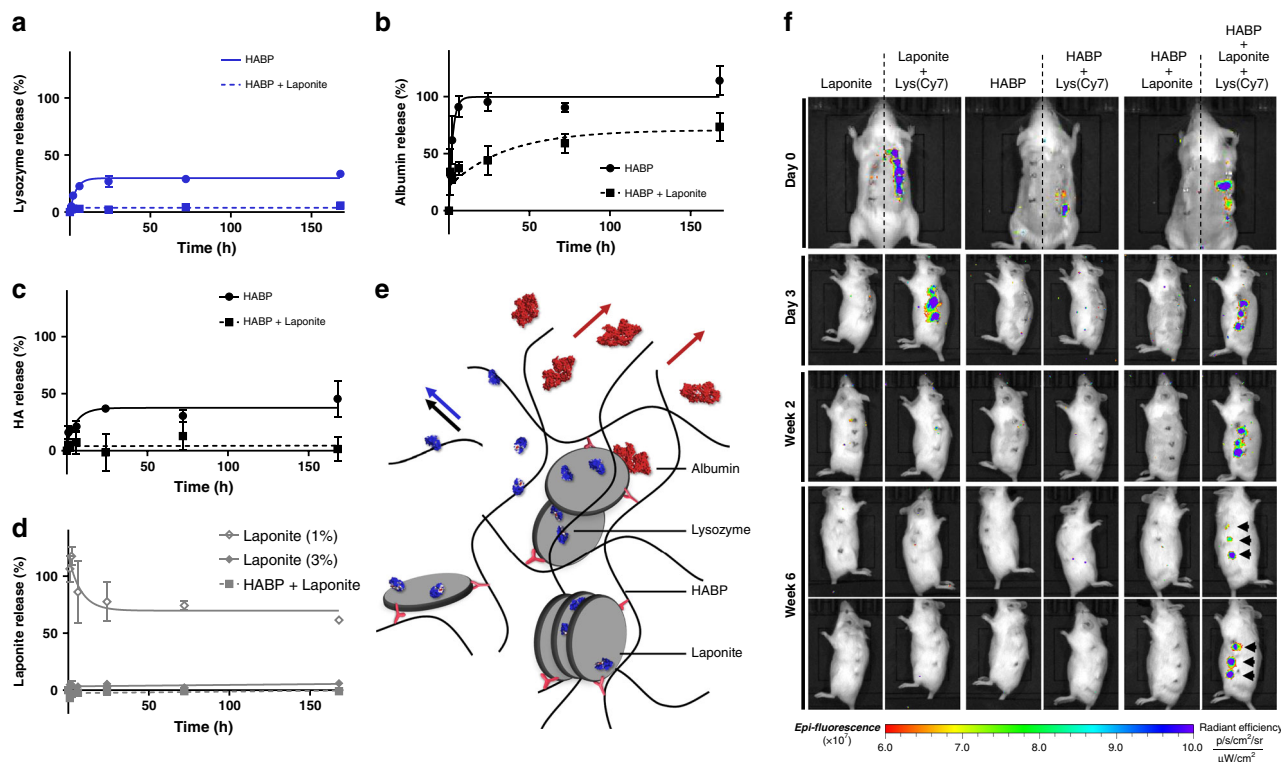 a
Lysozyme release (%)
100
50
0
50
100
150
Time (h)
HABP
HABP + Laponite
b
Albumin release (%)
100
50
0
50
100
150
Time (h)
HABP
HABP + Laponite
c
HA release (%)
100
50
0
50
100
150
Time (h)
HABP
HABP + Laponite
d
Laponite release (%)
100
50
0
50
100
150
Time (h)
Laponite (1%)
Laponite (3%)
HABP + Laponite
e
Albumin
Lysozyme
HABP
Laponite
f
Laponite
Laponite
+
Lys(Cy7)
HABP
HABP
+
Lys(Cy7)
HABP
+
Laponite
HABP
+
Laponite
+
Lys(Cy7)
Day 0
Day 3
Week 2
Week 6
Epi-fluorescence
(×10⁷)
6.0
7.0
8.0
9.0
10.0
Radiant efficiency
p/s/cm²/sr
μW/cm²